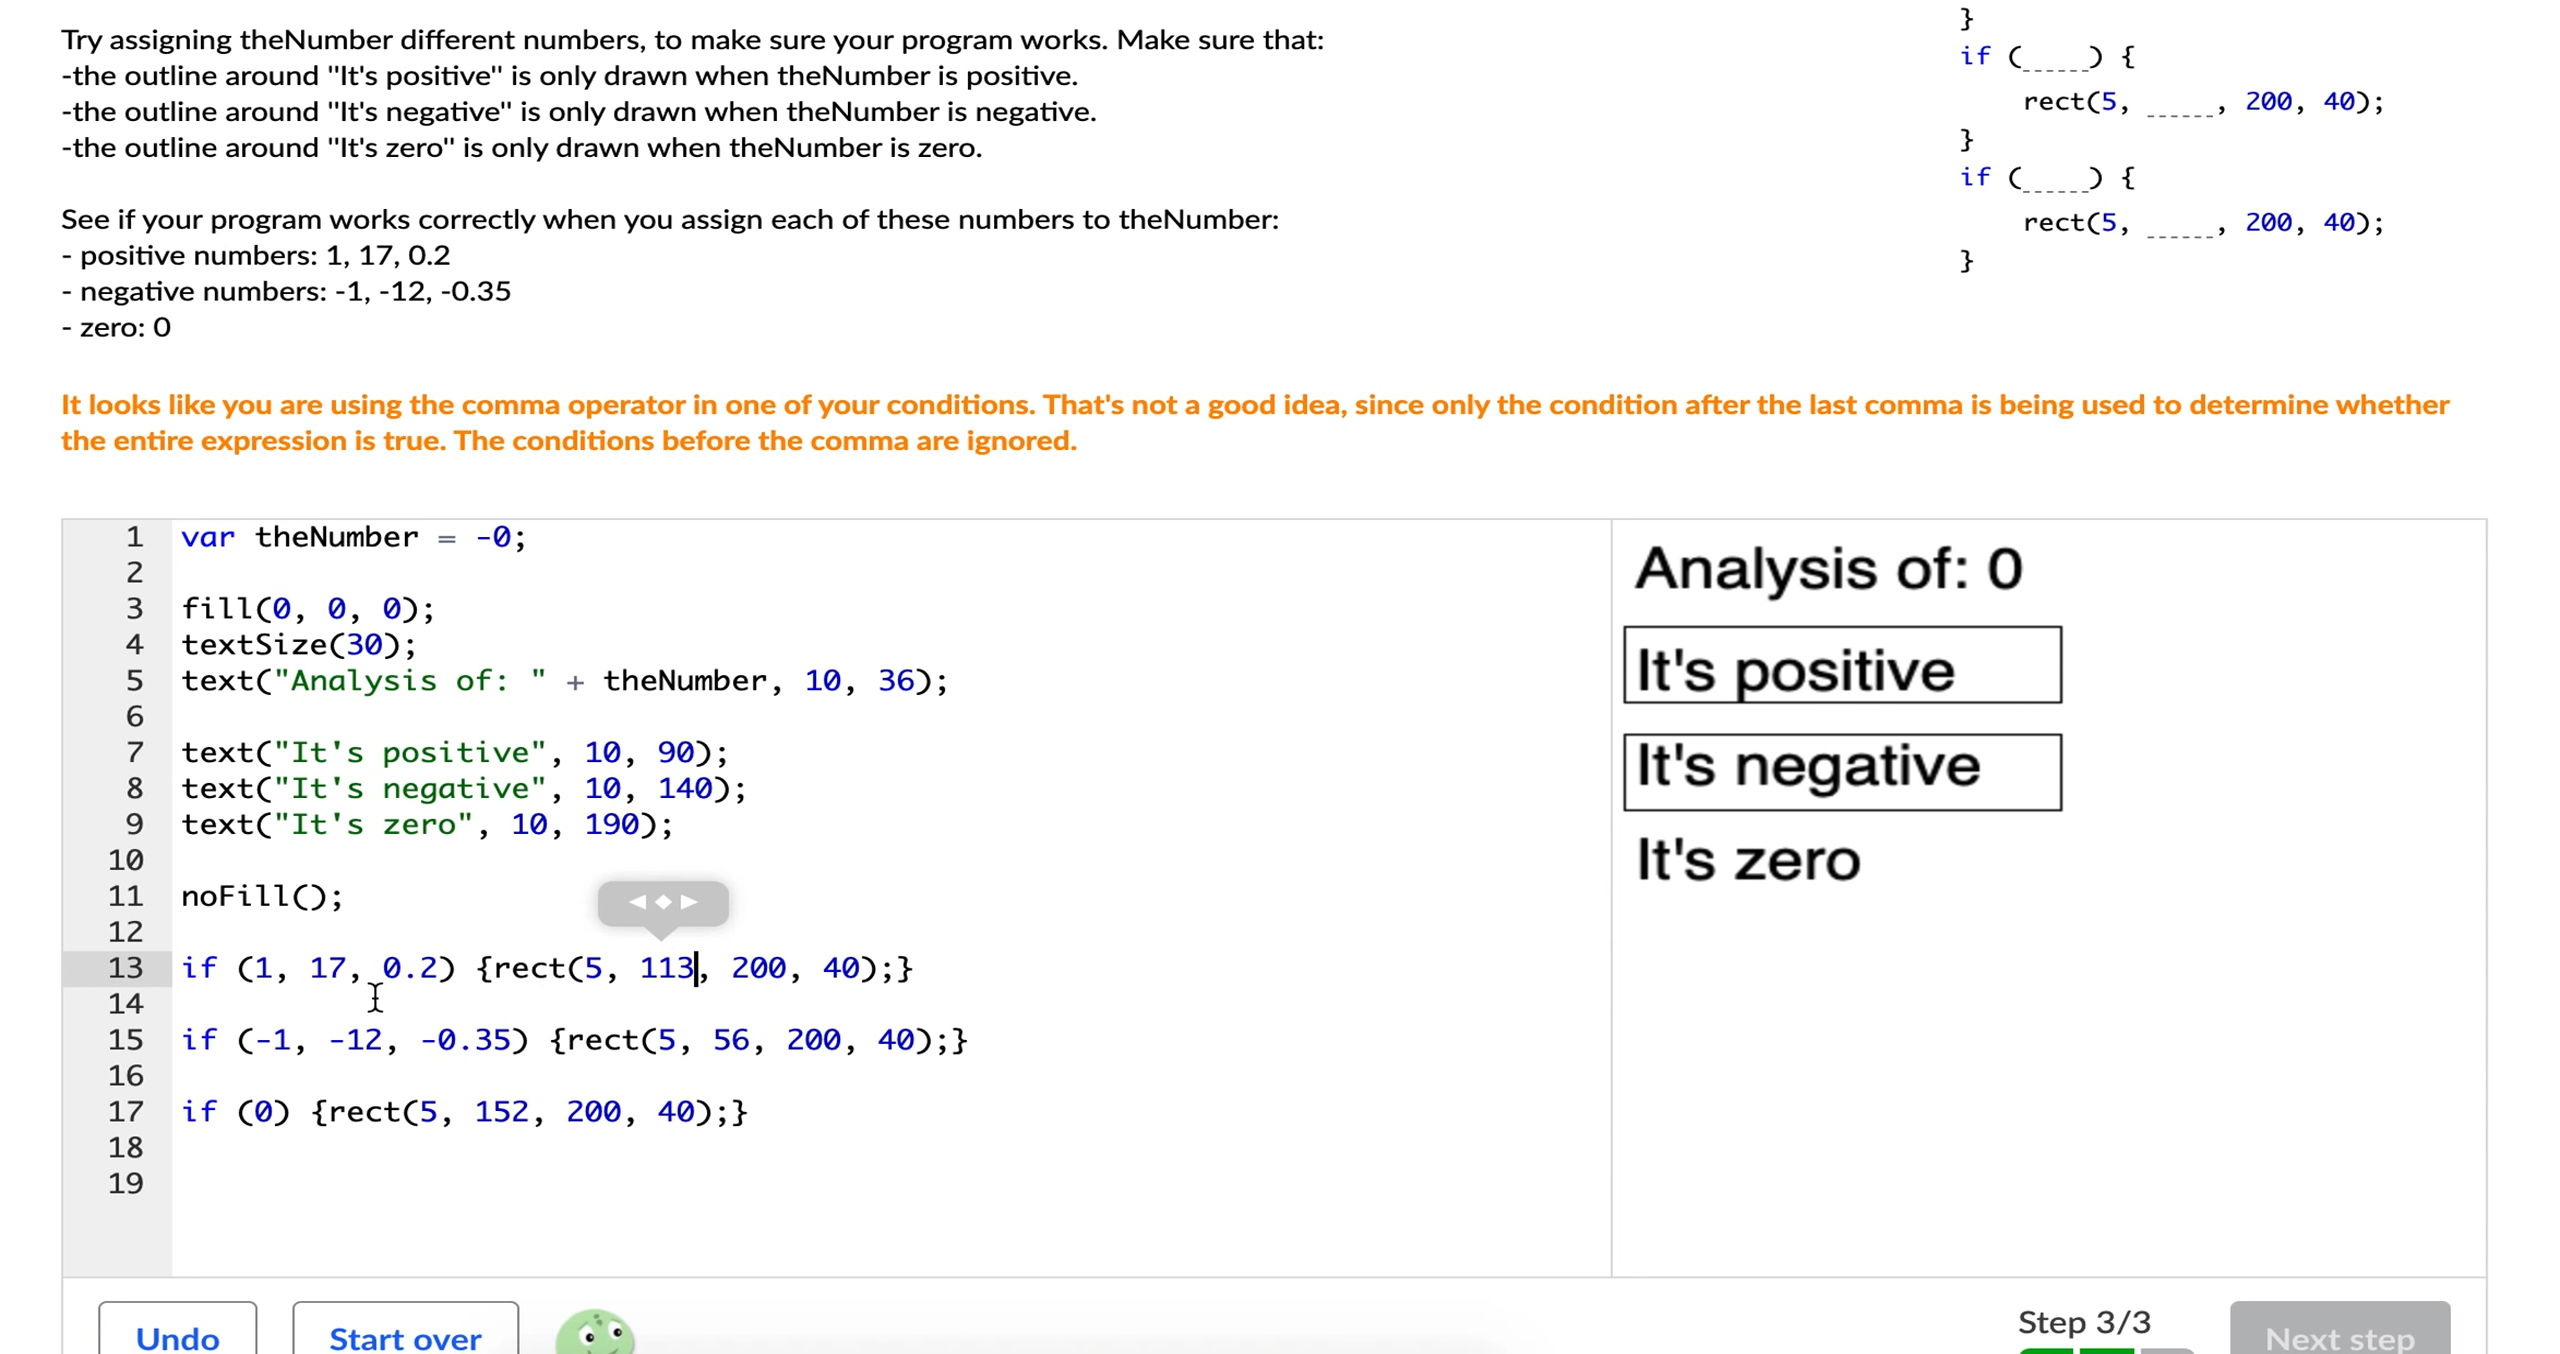 Try assigning theNumber different numbers, to make sure your program works. Make sure that:
-the outline around "It's positive" is only drawn when theNumber is positive.
-the outline around "It's negative" is only drawn when theNumber is negative.
-the outline around "It's zero" is only drawn when theNumber is zero.
See if your program works correctly when you assign each of these numbers to theNumber:
- positive numbers: 1, 17, 0.2
- negative numbers: -1, -12, -0.35
- zero: 0
}
if (_____) {
rect(5, _____, 200, 40);
}
if (_____) {
rect(5, _____, 200, 40);
}
It looks like you are using the comma operator in one of your conditions. That's not a good idea, since only the condition after the last comma is being used to determine whether
the entire expression is true. The conditions before the comma are ignored.
1 var theNumber = -0;
2
3 fill(0, 0, 0);
4 textSize(30);
5 text("Analysis of: " + theNumber, 10, 36);
6
7 text("It's positive", 10, 90);
8 text("It's negative", 10, 140);
9 text("It's zero", 10, 190);
10
11 noFill();
12
13 if (1, 17, 0.2) {rect(5, 113, 200, 40);}
14
15 if (-1, -12, -0.35) {rect(5, 56, 200, 40);}
16
17 if (0) {rect(5, 152, 200, 40);}
18
19
Analysis of: 0
It's positive
It's negative
It's zero
Undo
Start over
Step 3/3
Next step